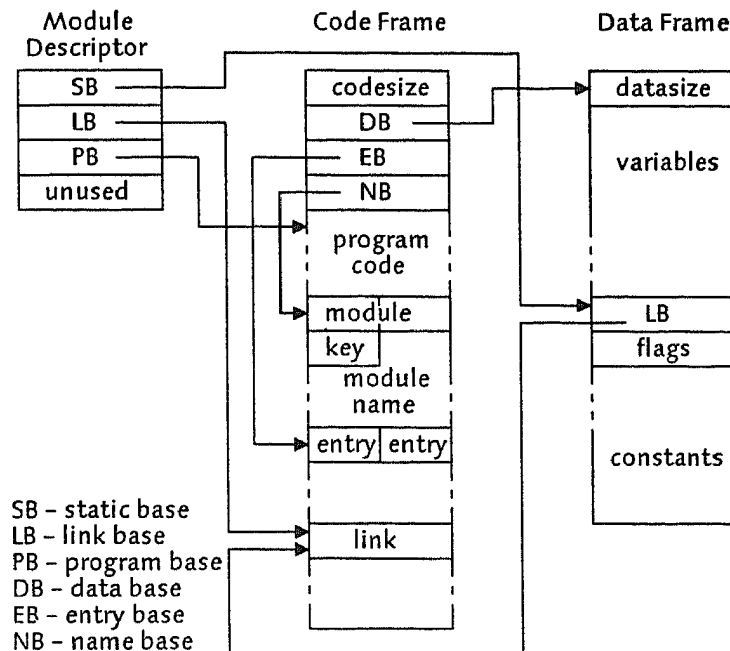 Module
Descriptor
SB
LB
PB
unused
Code Frame
codesize
DB
EB
NB
program
code
module
key
module
name
entry entry
link
Data Frame
datasize
variables
LB
flags
constants
SB – static base
LB – link base
PB – program base
DB – data base
EB – entry base
NB – name base